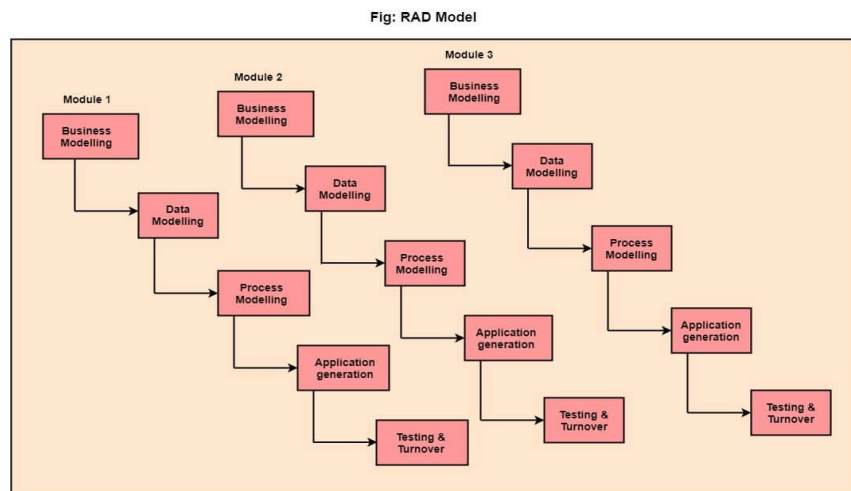 Fig: RAD Model
Module 1
Business
Modelling
Data
Modelling
Process
Modelling
Application
generation
Testing &
Turnover
Module 2
Business
Modelling
Data
Modelling
Process
Modelling
Application
generation
Testing &
Turnover
Module 3
Business
Modelling
Data
Modelling
Process
Modelling
Application
generation
Testing &
Turnover